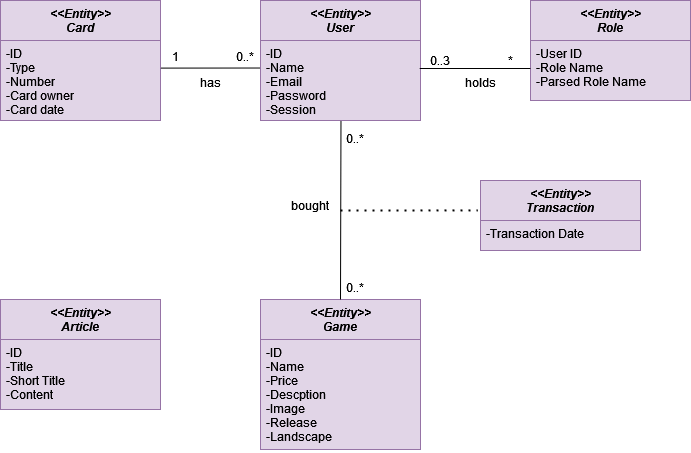 <<Entity>>
Card
-ID
-Type
-Number
-Card owner
-Card date
1
0..*
has
<<Entity>>
User
-ID
-Name
-Email
-Password
-Session
0..3
*
holds
<<Entity>>
Role
-User ID
-Role Name
-Parsed Role Name
0..*
bought
0..*
<<Entity>>
Transaction
-Transaction Date
<<Entity>>
Article
-ID
-Title
-Short Title
-Content
<<Entity>>
Game
-ID
-Name
-Price
-Descption
-Image
-Release
-Landscape